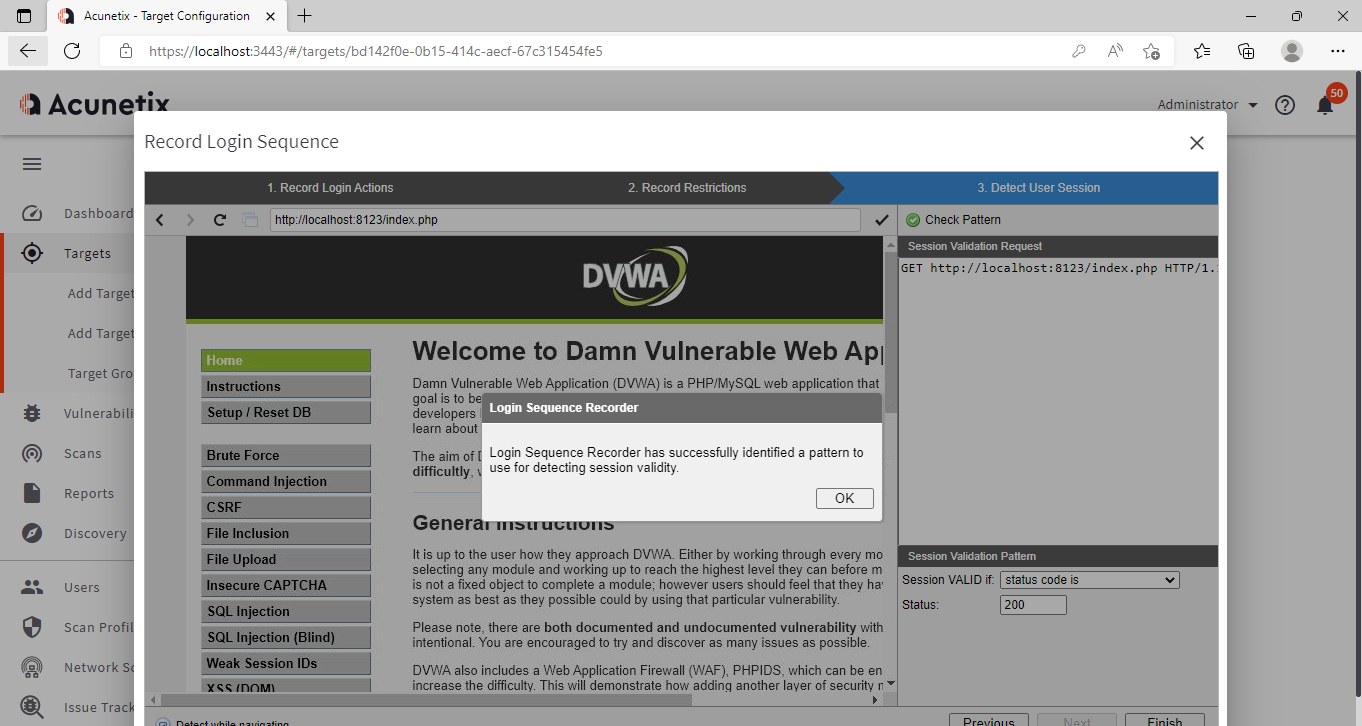 Acunetix - Target Configuration
https://localhost:3443/#/targets/bd142f0e-0b15-414c-aecf-67c315454fe5
Acunetix
Administrator
50
Record Login Sequence
1. Record Login Actions
2. Record Restrictions
3. Detect User Session
http://localhost:8123/index.php
Check Pattern
Dashboard
Targets
Add Target
Add Target
Target Gro
Vulnerabili
Scans
Reports
Discovery
Users
Scan Profil
Network Sc
Issue Track
DVWA
Home
Instructions
Setup / Reset DB
Brute Force
Command Injection
CSRF
File Inclusion
File Upload
Insecure CAPTCHA
SQL Injection
SQL Injection (Blind)
Weak Session IDs
XSS (DOM)
Welcome to Damn Vulnerable Web App
Damn Vulnerable Web Application (DVWA) is a PHP/MySQL web application that
goal is to be
developers
learn about
The aim of
difficultly,
General Instructions
It is up to the user how they approach DVWA. Either by working through every mo
selecting any module and working up to reach the highest level they can before m
is not a fixed object to complete a module; however users should feel that they ha
system as best as they possible could by using that particular vulnerability.
Please note, there are both documented and undocumented vulnerability with
intentional. You are encouraged to try and discover as many issues as possible.
DVWA also includes a Web Application Firewall (WAF), PHPIDS, which can be en
increase the difficulty. This will demonstrate how adding another layer of security m
Login Sequence Recorder
Login Sequence Recorder has successfully identified a pattern to
use for detecting session validity.
OK
Session Validation Request
GET http://localhost:8123/index.php HTTP/1.
Session Validation Pattern
Session VALID if: status code is
Status: 200
Detect while navigating
Previous
Next
Finish